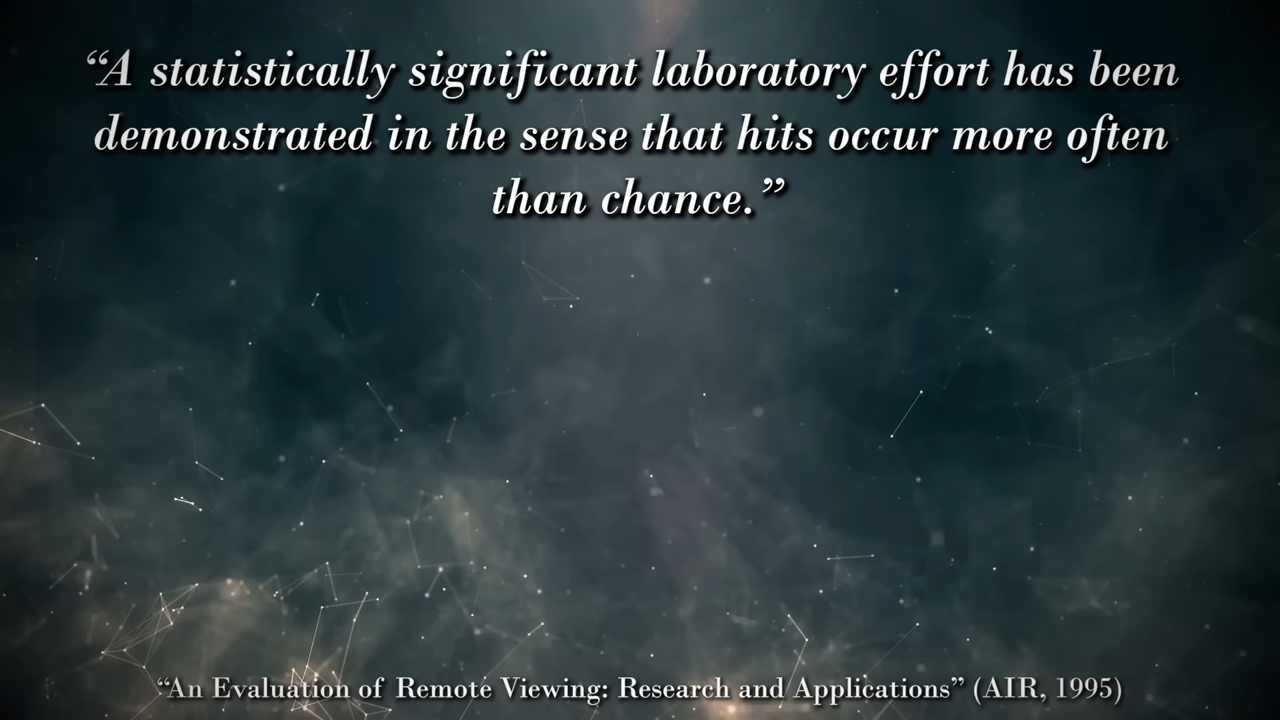 “A statistically significant laboratory effort has been
demonstrated in the sense that hits occur more often
than chance.”
“An Evaluation of Remote Viewing: Research and Applications” (AIR, 1995)